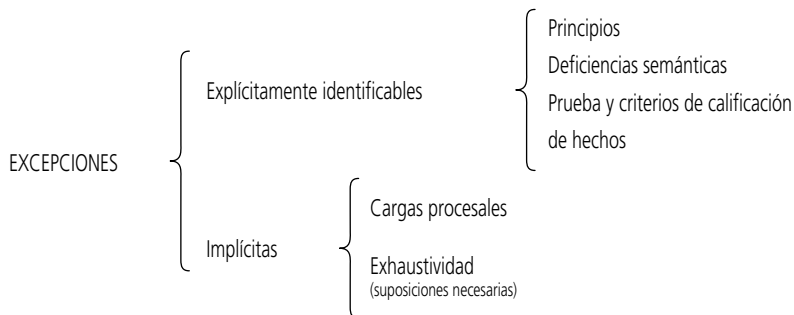 EXCEPCIONES
Explícitamente identificables
Principios
Deficiencias semánticas
Prueba y criterios de calificación
de hechos
Implícitas
Cargas procesales
Exhaustividad
(suposiciones necesarias)